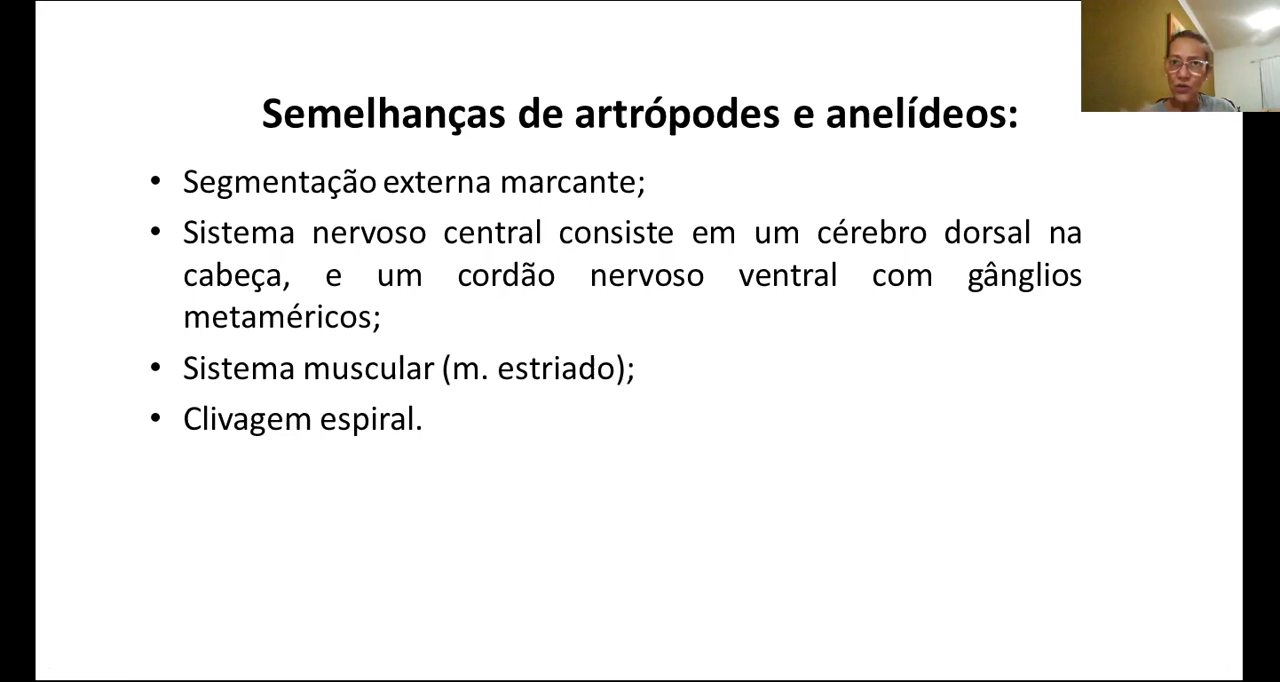 Semelhanças de artrópodes e anelídeos:
• Segmentação externa marcante;
• Sistema nervoso central consiste em um cérebro dorsal na
cabeça, e um cordão nervoso ventral com gânglios
metaméricos;
• Sistema muscular (m. estriado);
• Clivagem espiral.